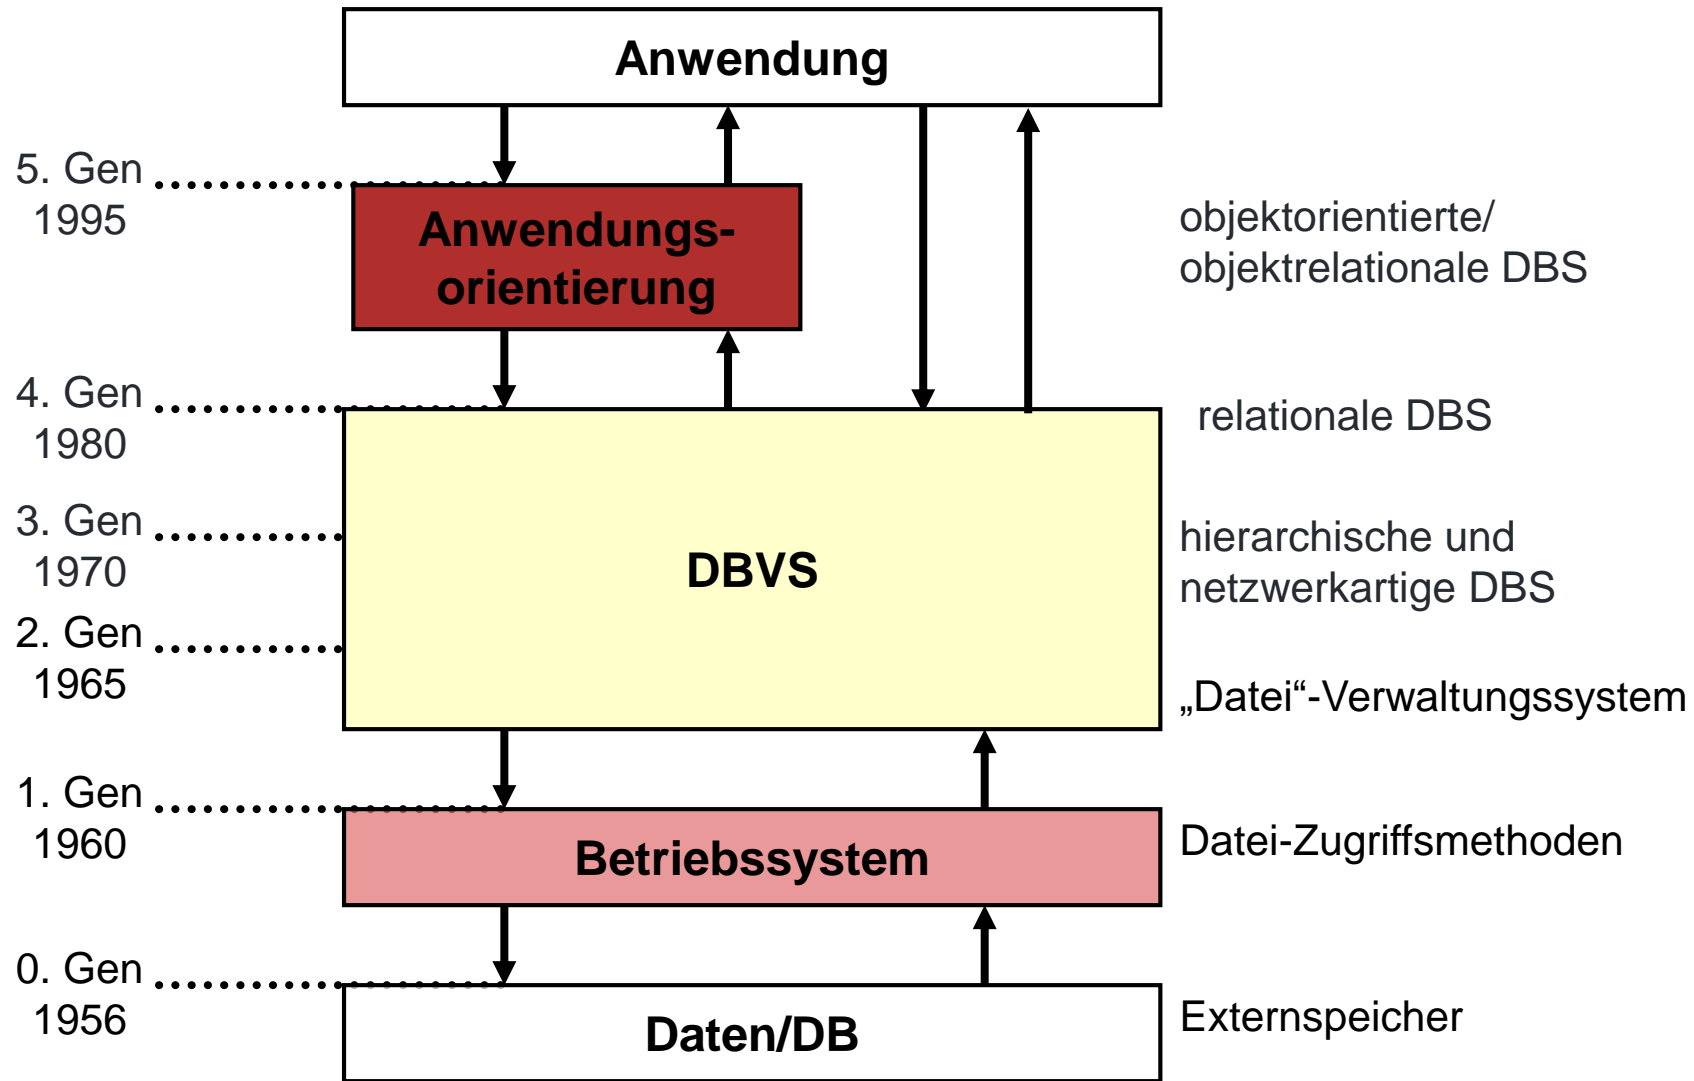 Anwendung
5. Gen
1995
Anwendungs-
orientierung
objektorientierte/
objektrelationale DBS
4. Gen
1980
relationale DBS
3. Gen
1970
DBVS
hierarchische und
netzwerkartige DBS
2. Gen
1965
„Datei“-Verwaltungssystem
1. Gen
1960
Betriebssystem
Datei-Zugriffsmethoden
0. Gen
1956
Daten/DB
Externspeicher